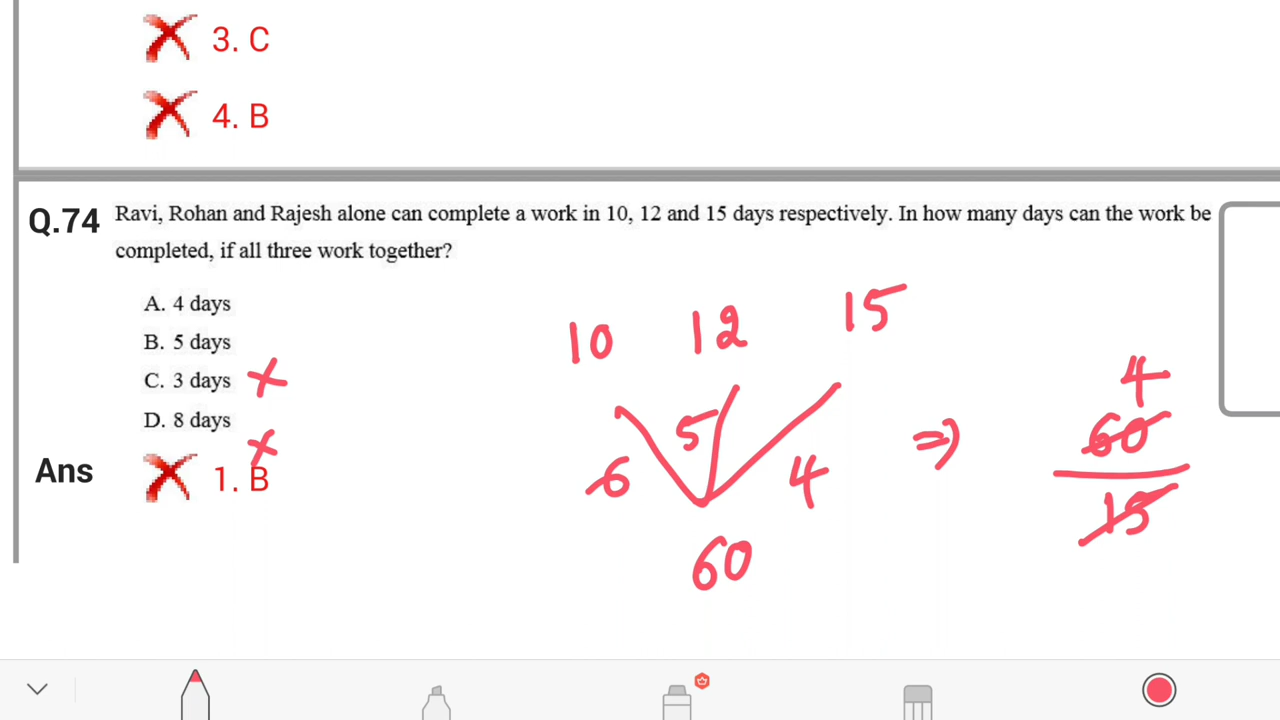 3. C
4. B
Q.74 Ravi, Rohan and Rajesh alone can complete a work in 10, 12 and 15 days respectively. In how many days can the work be
completed, if all three work together?
A. 4 days
B. 5 days
C. 3 days
D. 8 days
Ans 1. B
10 12 15
6 5 4
60
⇒ 4
60
15